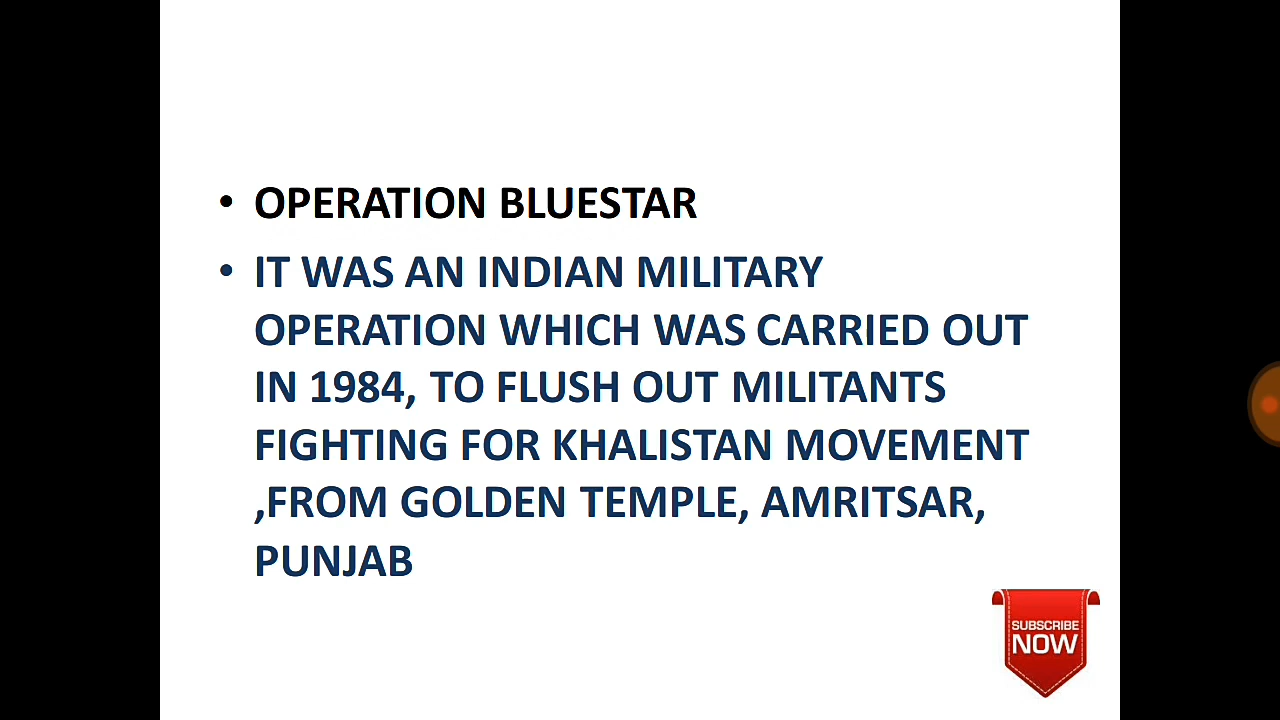 • OPERATION BLUESTAR
• IT WAS AN INDIAN MILITARY
OPERATION WHICH WAS CARRIED OUT
IN 1984, TO FLUSH OUT MILITANTS
FIGHTING FOR KHALISTAN MOVEMENT
,FROM GOLDEN TEMPLE, AMRITSAR,
PUNJAB
SUBSCRIBE
NOW